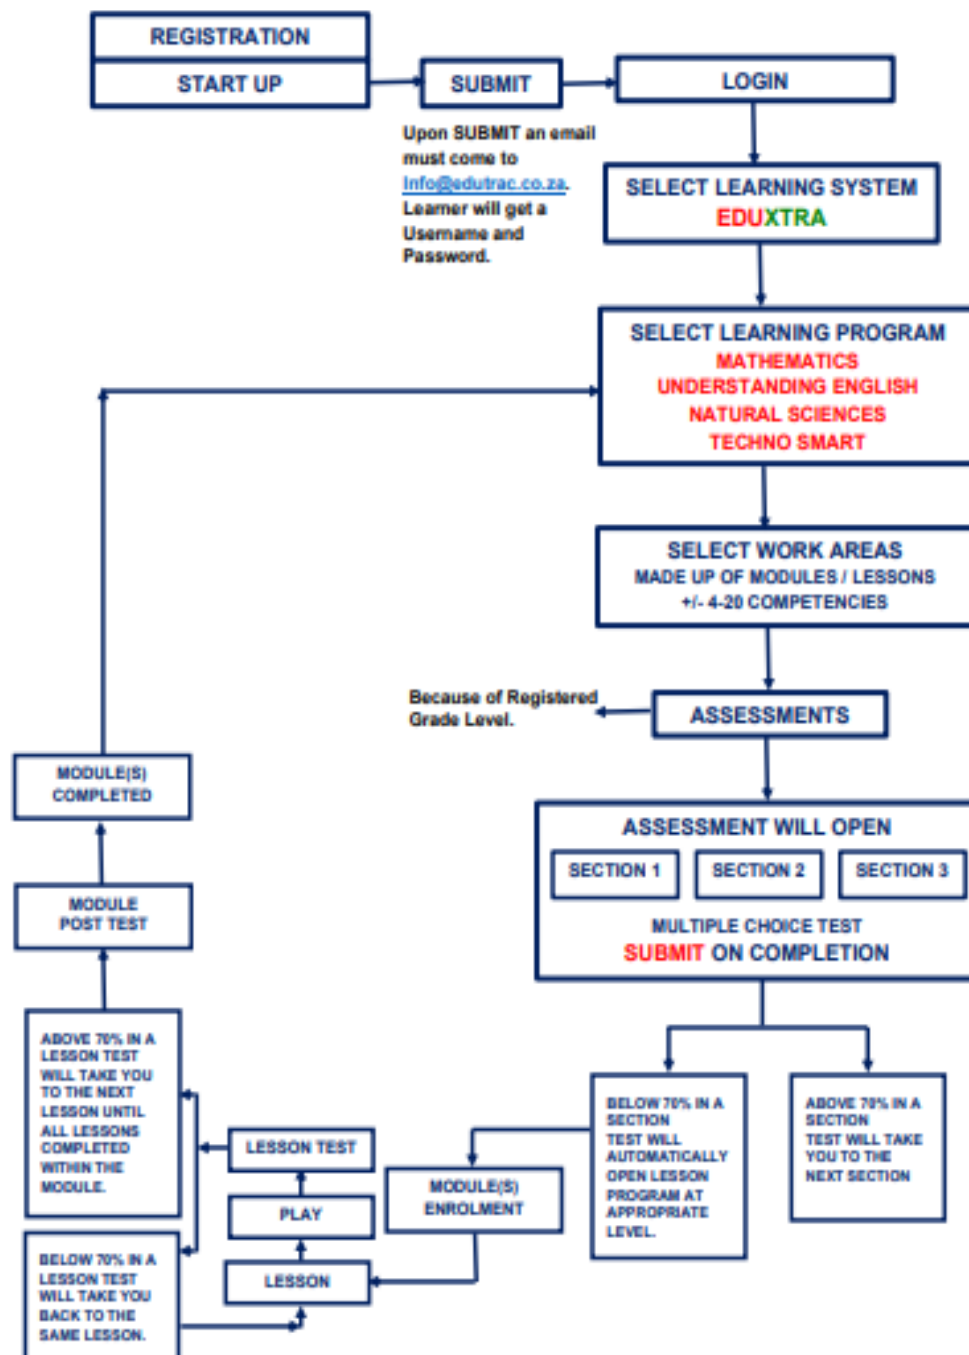 REGISTRATION
START UP
SUBMIT
LOGIN
Upon SUBMIT an email
must come to
Info@edutrac.co.za.
Learner will get a
Username and
Password.
SELECT LEARNING SYSTEM
EDUXTRA
SELECT LEARNING PROGRAM
MATHEMATICS
UNDERSTANDING ENGLISH
NATURAL SCIENCES
TECHNO SMART
SELECT WORK AREAS
MADE UP OF MODULES / LESSONS
+/- 4-20 COMPETENCIES
Because of Registered
Grade Level.
ASSESSMENTS
ASSESSMENT WILL OPEN
SECTION 1
SECTION 2
SECTION 3
MULTIPLE CHOICE TEST
SUBMIT ON COMPLETION
BELOW 70% IN A
SECTION
TEST WILL
AUTOMATICALLY
OPEN LESSON
PROGRAM AT
APPROPRIATE
LEVEL.
ABOVE 70% IN A
SECTION
TEST WILL TAKE
YOU TO THE
NEXT SECTION
MODULE(S)
ENROLMENT
LESSON
PLAY
LESSON TEST
BELOW 70% IN A
LESSON TEST
WILL TAKE YOU
BACK TO THE
SAME LESSON.
ABOVE 70% IN A
LESSON TEST
WILL TAKE YOU
TO THE NEXT
LESSON UNTIL
ALL LESSONS
COMPLETED
WITHIN THE
MODULE.
MODULE
POST TEST
MODULE(S)
COMPLETED